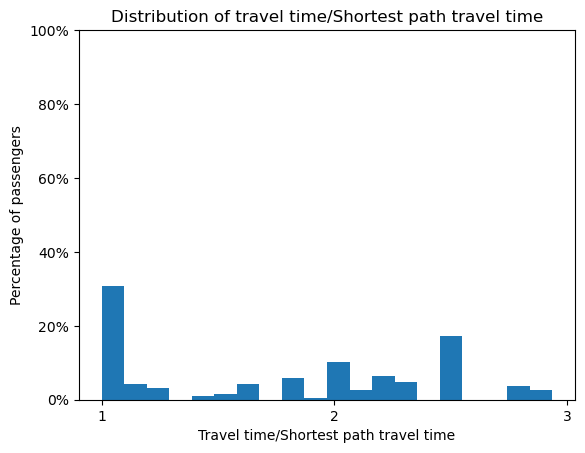 Distribution of travel time/Shortest path travel time
100%
80%
60%
40%
20%
0%
Percentage of passengers
1 2 3
Travel time/Shortest path travel time